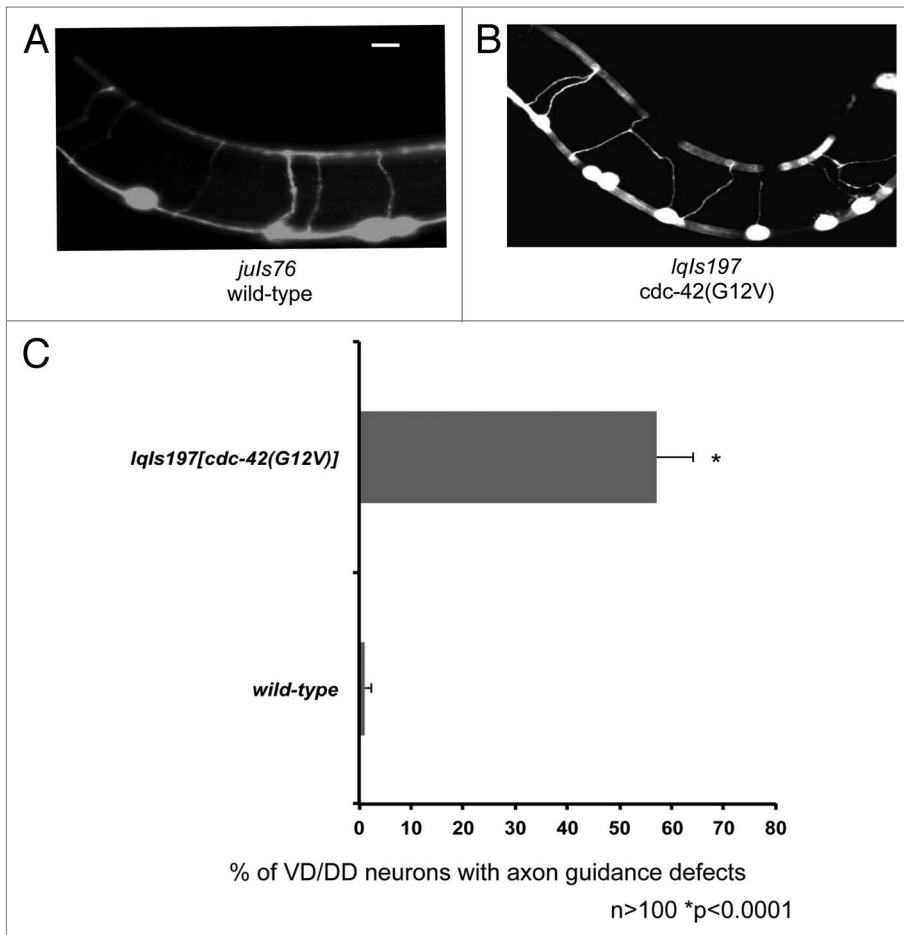 A
B
juIs76
wild-type
lqIs197
cdc-42(G12V)
C
lqIs197[cdc-42(G12V)]
*
wild-type
0 10 20 30 40 50 60 70 80
% of VD/DD neurons with axon guidance defects
n>100 *p<0.0001